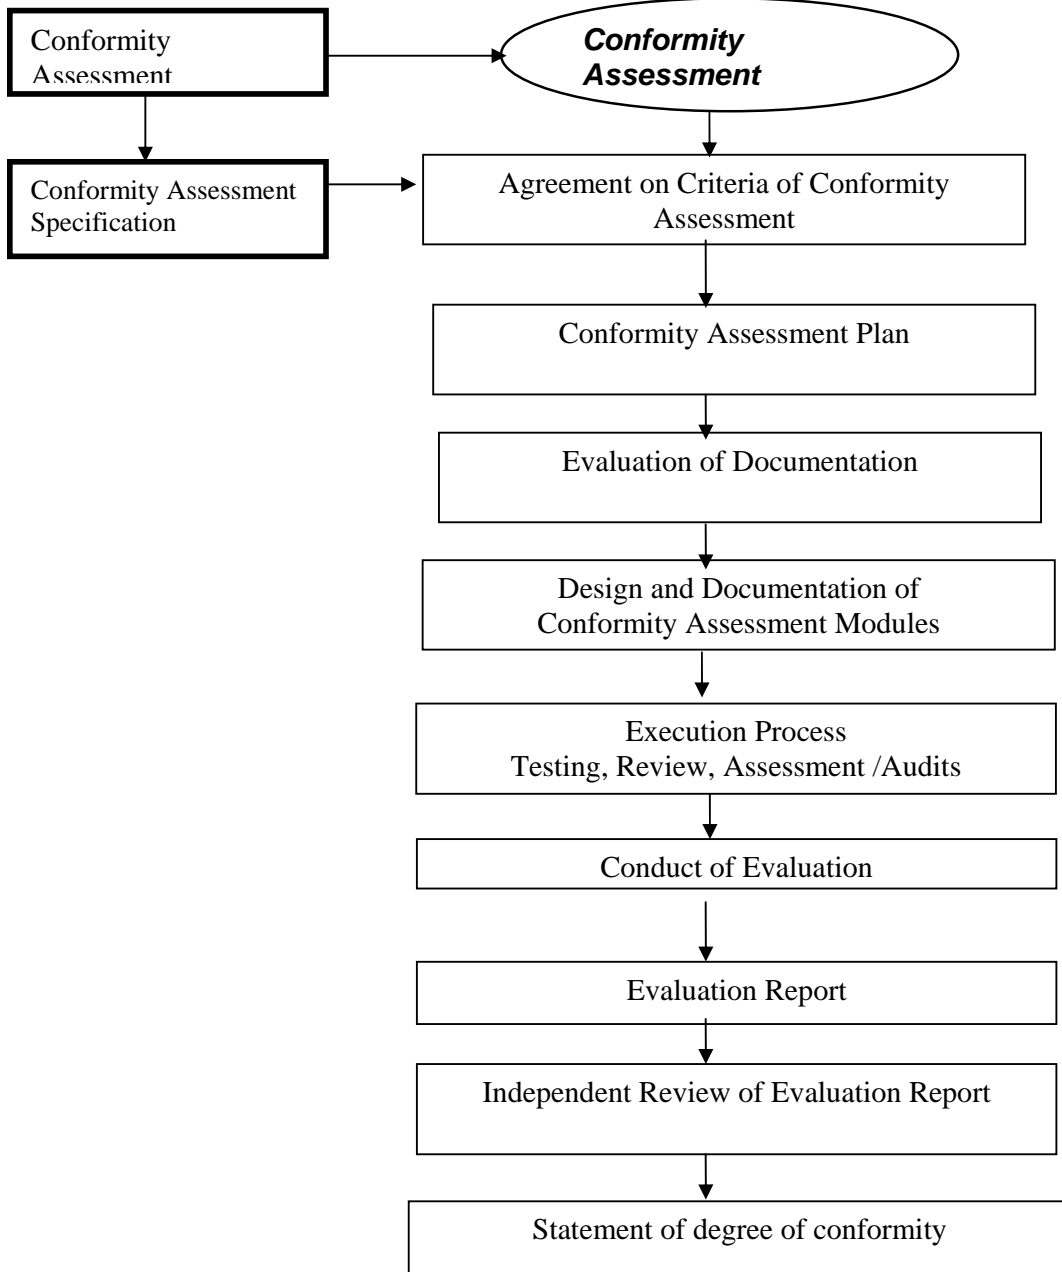 Conformity
Assessment
Conformity
Assessment
Conformity Assessment
Specification
Agreement on Criteria of Conformity
Assessment
Conformity Assessment Plan
Evaluation of Documentation
Design and Documentation of
Conformity Assessment Modules
Execution Process
Testing, Review, Assessment /Audits
Conduct of Evaluation
Evaluation Report
Independent Review of Evaluation Report
Statement of degree of conformity